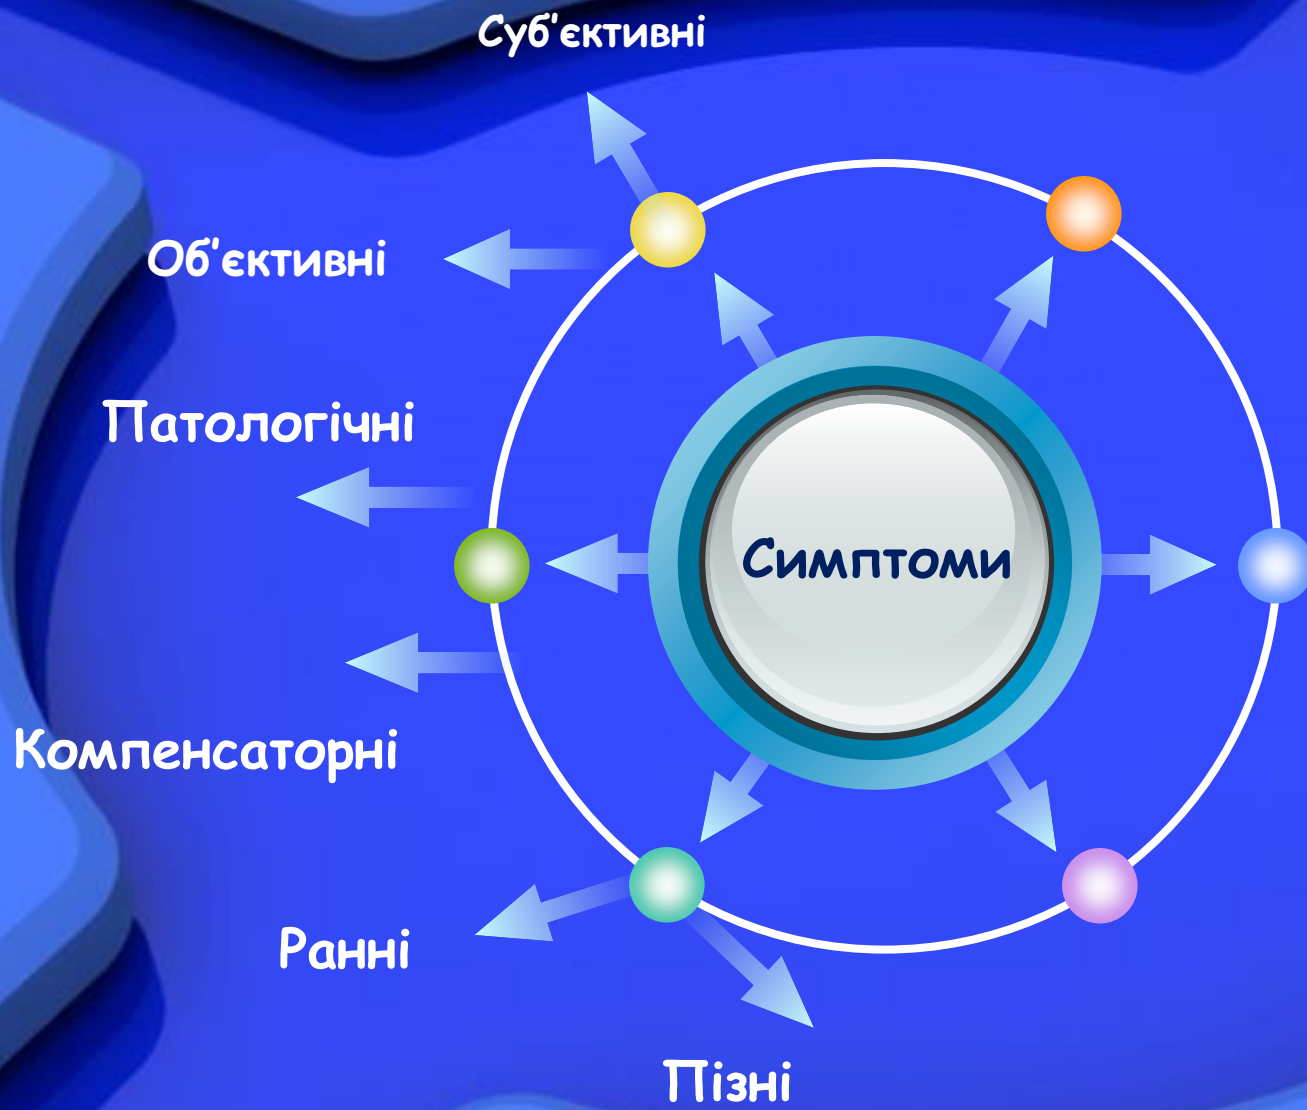 Суб'єктивні
Об'єктивні
Патологічні
Симптоми
Компенсаторні
Ранні
Пізні